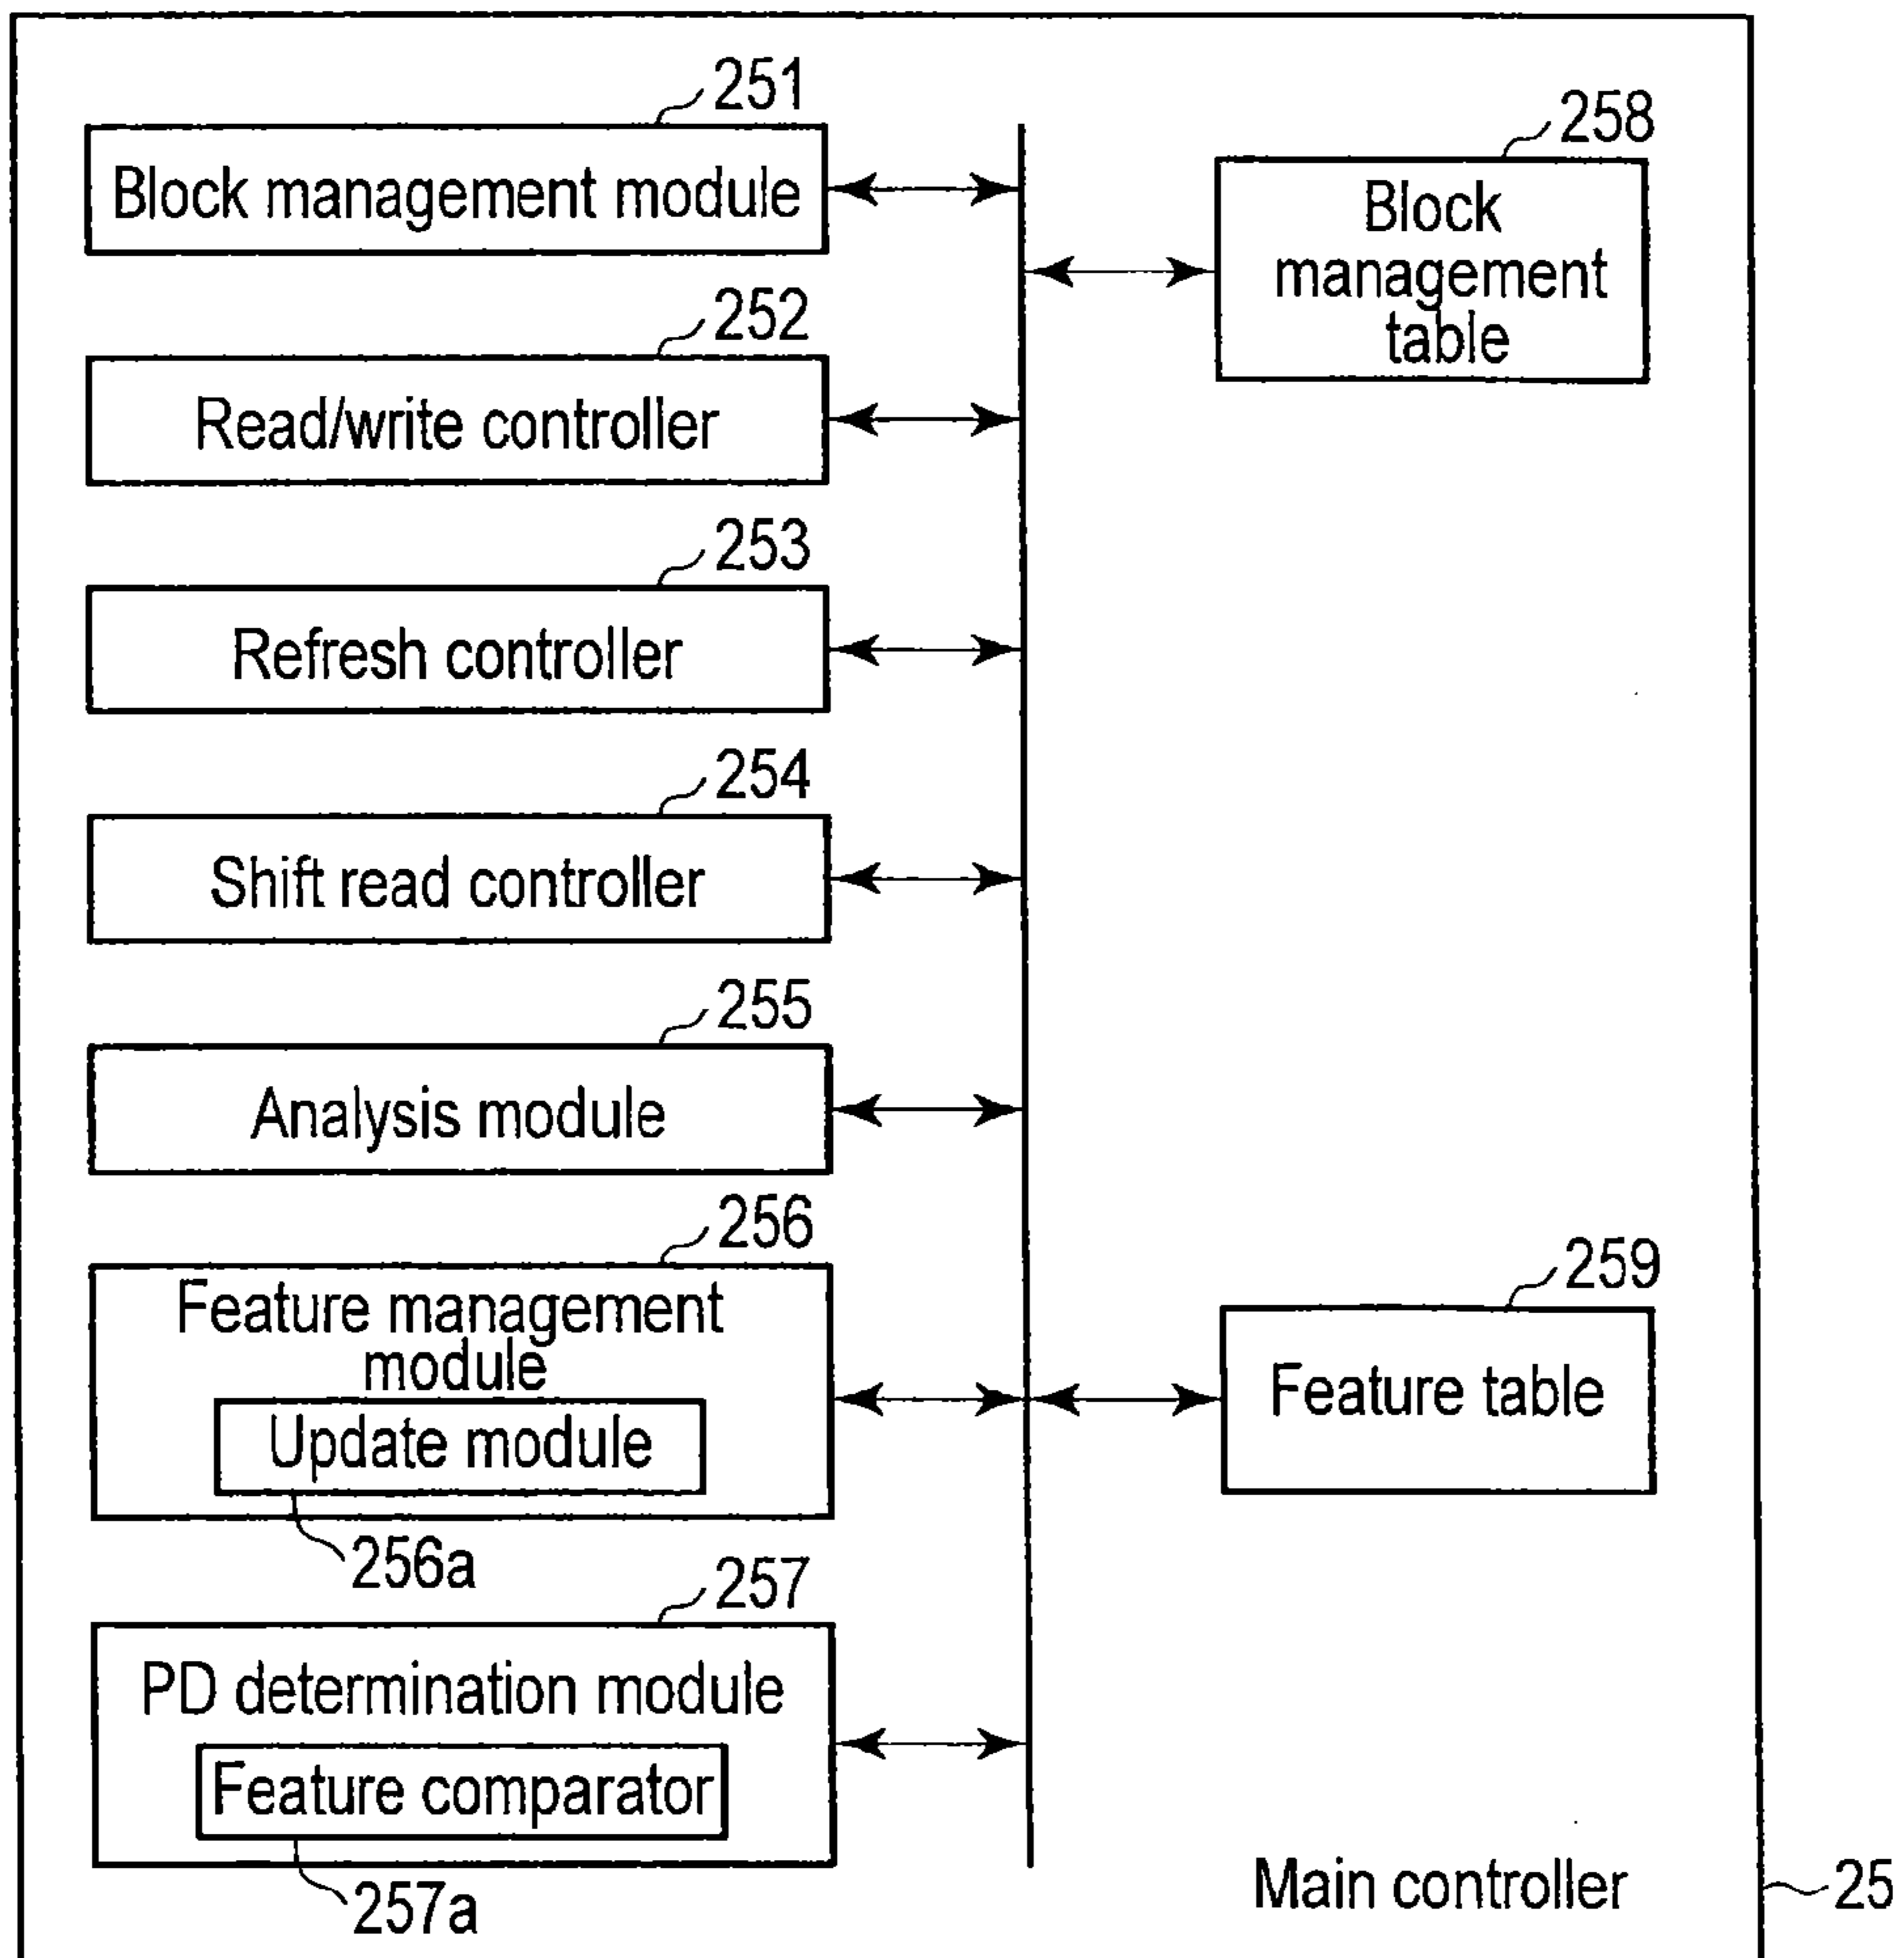 251
Block management module
258
Block
management
table
252
Read/write controller
253
Refresh controller
254
Shift read controller
255
Analysis module
256
Feature management
module
Update module
256a
259
Feature table
257
PD determination module
Feature comparator
257a
Main controller
25